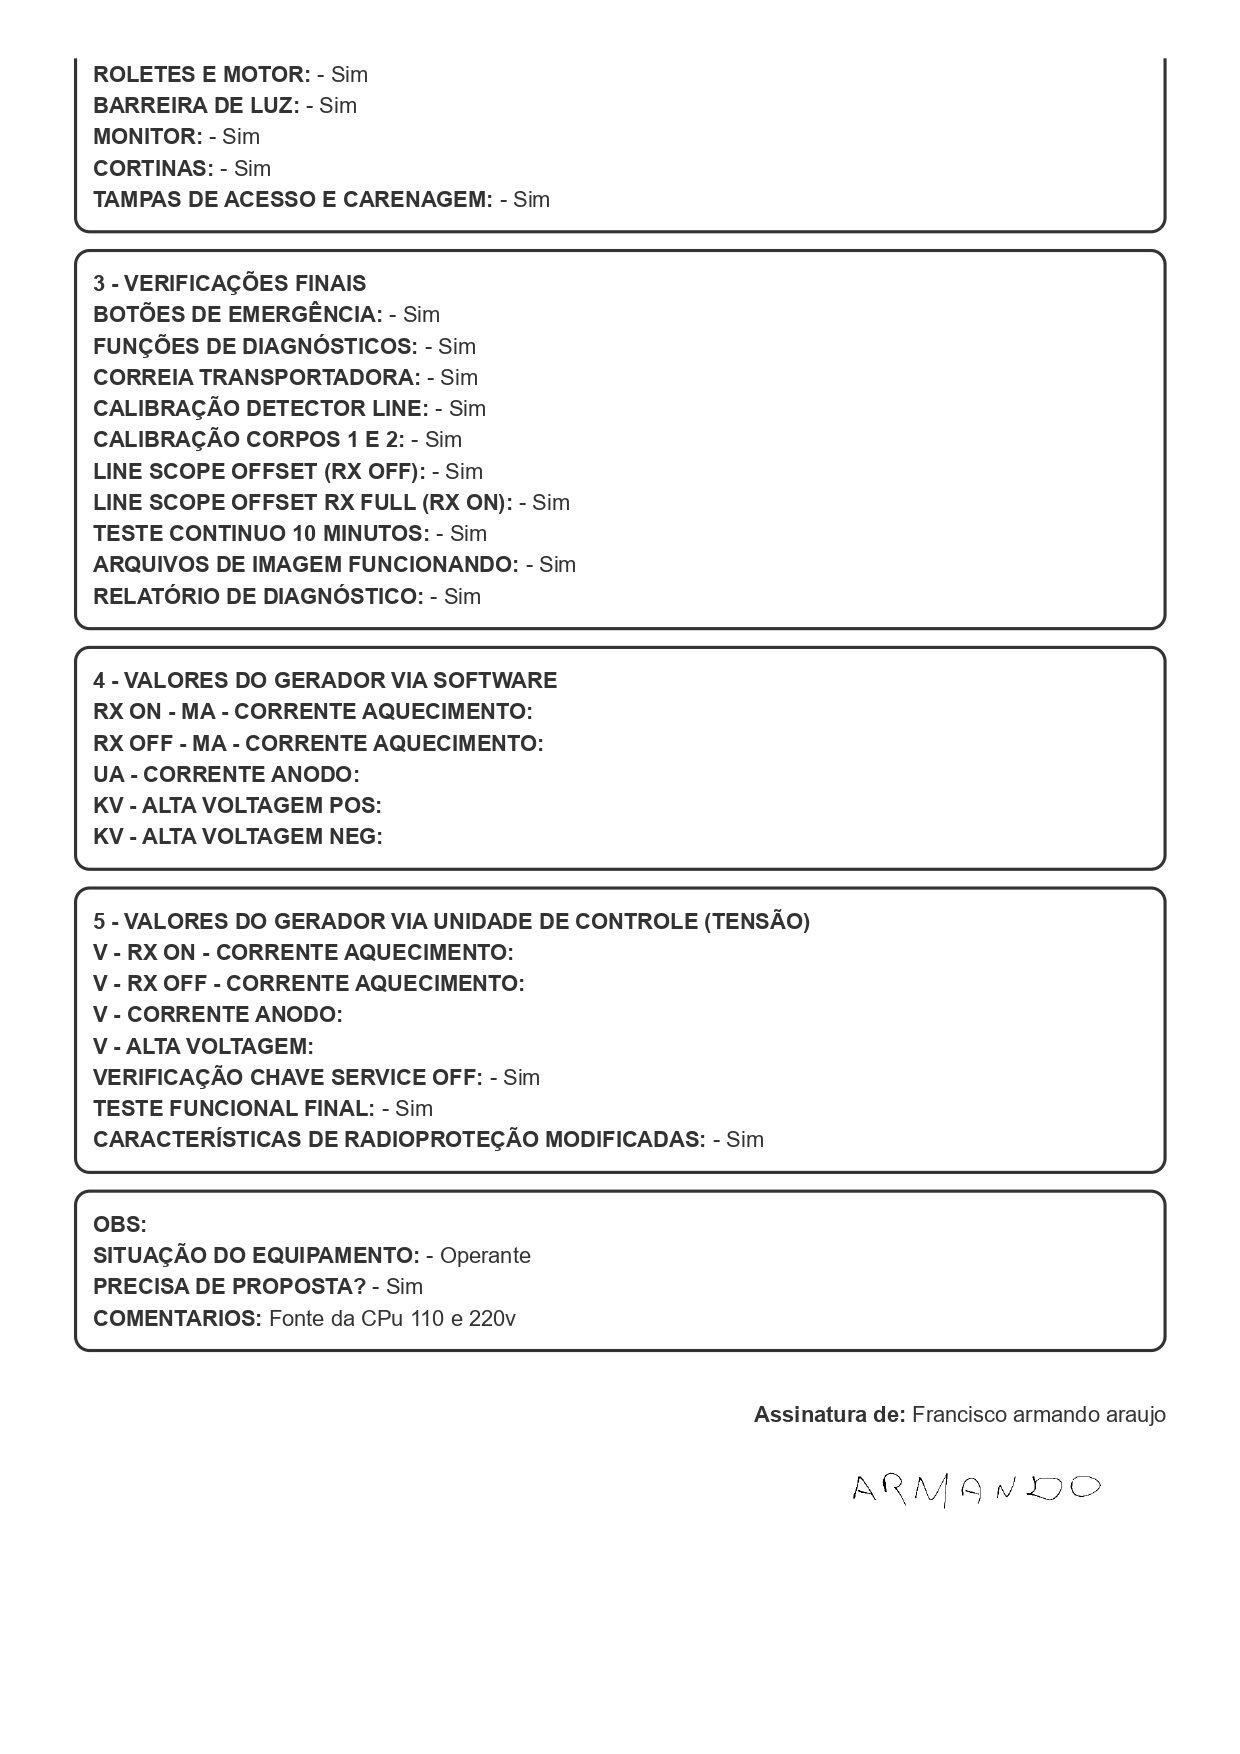 ROLETES E MOTOR: - Sim
BARREIRA DE LUZ: - Sim
MONITOR: - Sim
CORTINAS: - Sim
TAMPAS DE ACESSO E CARENAGEM: - Sim
3 - VERIFICAÇÕES FINAIS
BOTÕES DE EMERGÊNCIA: - Sim
FUNÇÕES DE DIAGNÓSTICOS: - Sim
CORREIA TRANSPORTADORA: - Sim
CALIBRAÇÃO DETECTOR LINE: - Sim
CALIBRAÇÃO CORPOS 1 E 2: - Sim
LINE SCOPE OFFSET (RX OFF): - Sim
LINE SCOPE OFFSET RX FULL (RX ON): - Sim
TESTE CONTINUO 10 MINUTOS: - Sim
ARQUIVOS DE IMAGEM FUNCIONANDO: - Sim
RELATÓRIO DE DIAGNÓSTICO: - Sim
4 - VALORES DO GERADOR VIA SOFTWARE
RX ON - MA - CORRENTE AQUECIMENTO:
RX OFF - MA - CORRENTE AQUECIMENTO:
UA - CORRENTE ANODO:
KV - ALTA VOLTAGEM POS:
KV - ALTA VOLTAGEM NEG:
5 - VALORES DO GERADOR VIA UNIDADE DE CONTROLE (TENSÃO)
V - RX ON - CORRENTE AQUECIMENTO:
V - RX OFF - CORRENTE AQUECIMENTO:
V - CORRENTE ANODO:
V - ALTA VOLTAGEM:
VERIFICAÇÃO CHAVE SERVICE OFF: - Sim
TESTE FUNCIONAL FINAL: - Sim
CARACTERÍSTICAS DE RADIOPROTEÇÃO MODIFICADAS: - Sim
OBS:
SITUAÇÃO DO EQUIPAMENTO: - Operante
PRECISA DE PROPOSTA? - Sim
COMENTARIOS: Fonte da CPu 110 e 220v
Assinatura de: Francisco armando araujo
ARMANDO